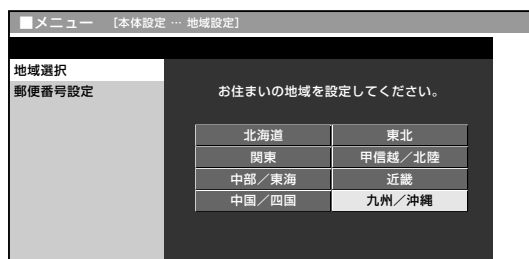 ■メニュー [本体設定 … 地域設定]
地域選択
郵便番号設定
お住まいの地域を設定してください。
北海道 東北
関東 甲信越／北陸
中部／東海 近畿
中国／四国 九州／沖縄